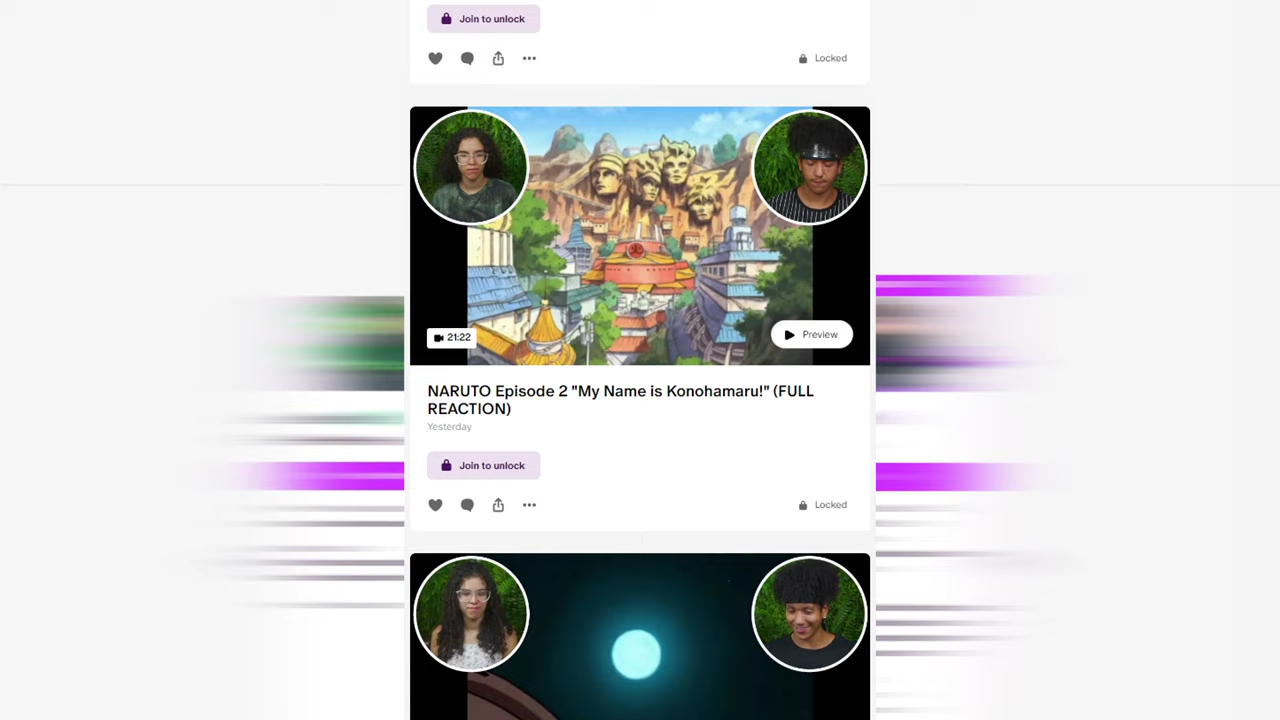 Join to unlock
Locked
21:22
Preview
NARUTO Episode 2 "My Name is Konohamaru!" (FULL
REACTION)
Yesterday
Join to unlock
Locked